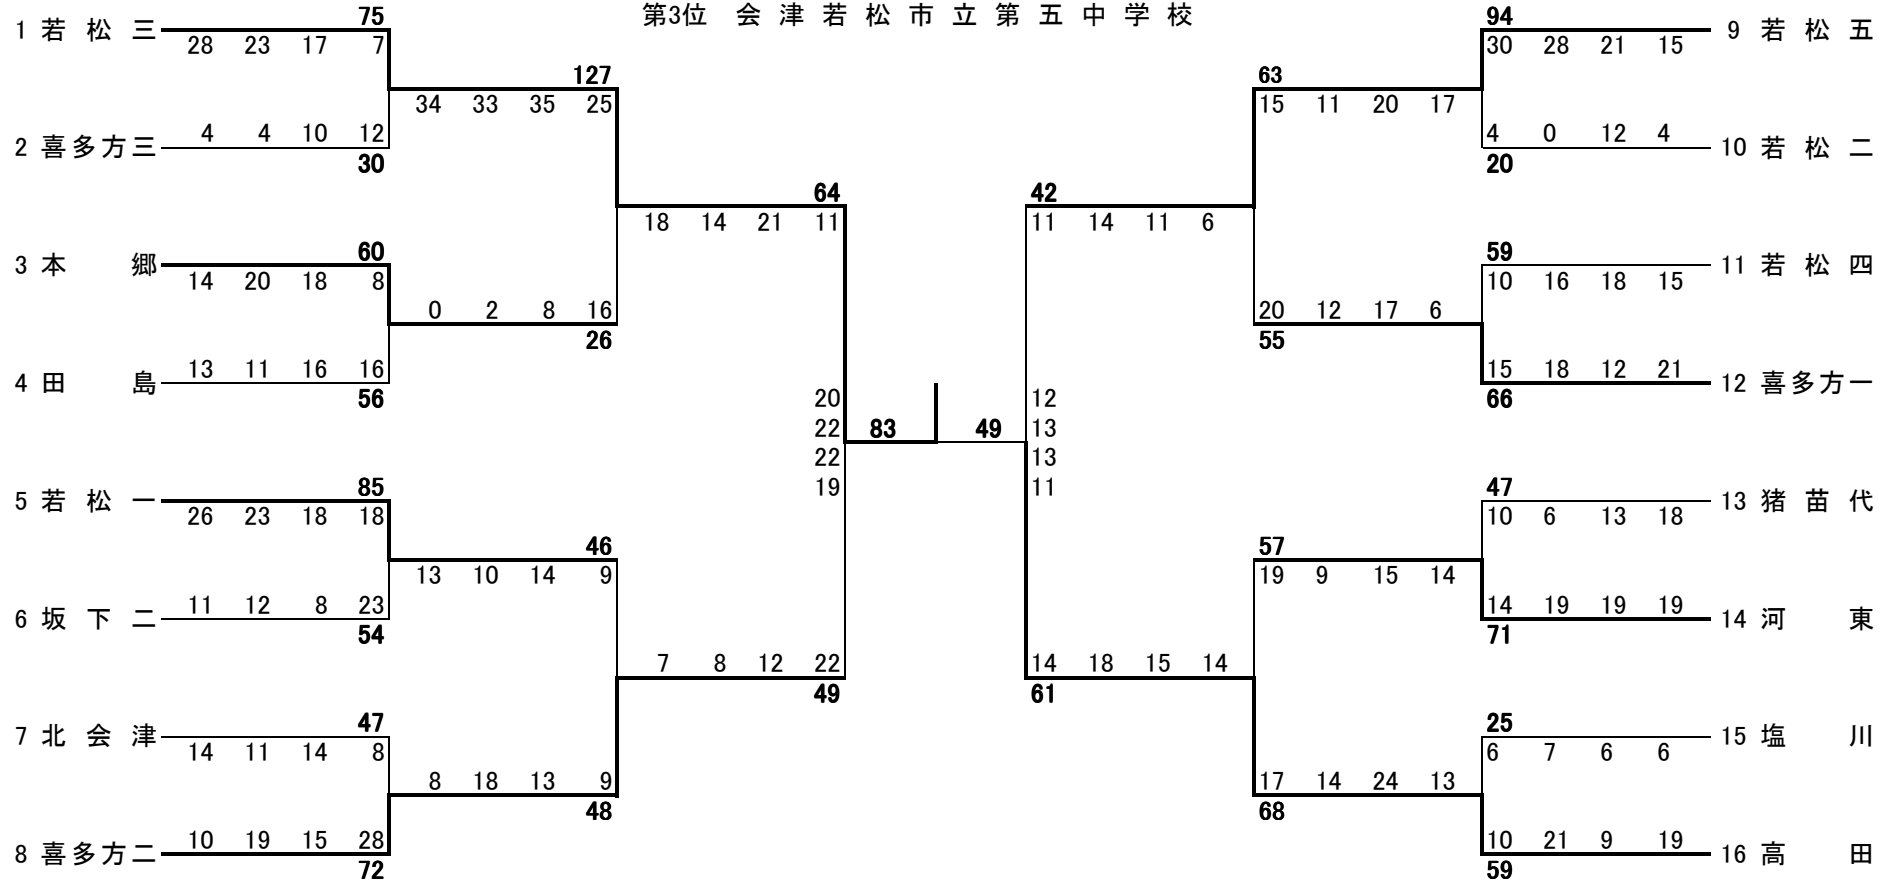 第3位 会津若松市立第五中学校
75
1 若松三
28 23 17 7
127
34 33 35 25
4 4 10 12
2 喜多方三
30
64
18 14 21 11
60
3 本郷
14 20 18 8
0 2 8 16
26
13 11 16 16
4 田島
56
20
22
22
19
83
85
5 若松一
26 23 18 18
46
13 10 14 9
11 12 8 23
6 坂下二
54
7 8 12 22
49
47
7 北会津
14 11 14 8
8 18 13 9
48
10 19 15 28
8 喜多方二
72
94
9 若松五
30 28 21 15
63
15 11 20 17
4 0 12 4
10 若松二
20
42
11 14 11 6
59
11 若松四
10 16 18 15
20 12 17 6
55
15 18 12 21
12 喜多方一
66
12
13
13
11
49
47
13 猪苗代
10 6 13 18
57
19 9 15 14
14 19 19 19
14 河東
71
14 18 15 14
61
25
15 塩川
6 7 6 6
17 14 24 13
68
10 21 9 19
16 高田
59